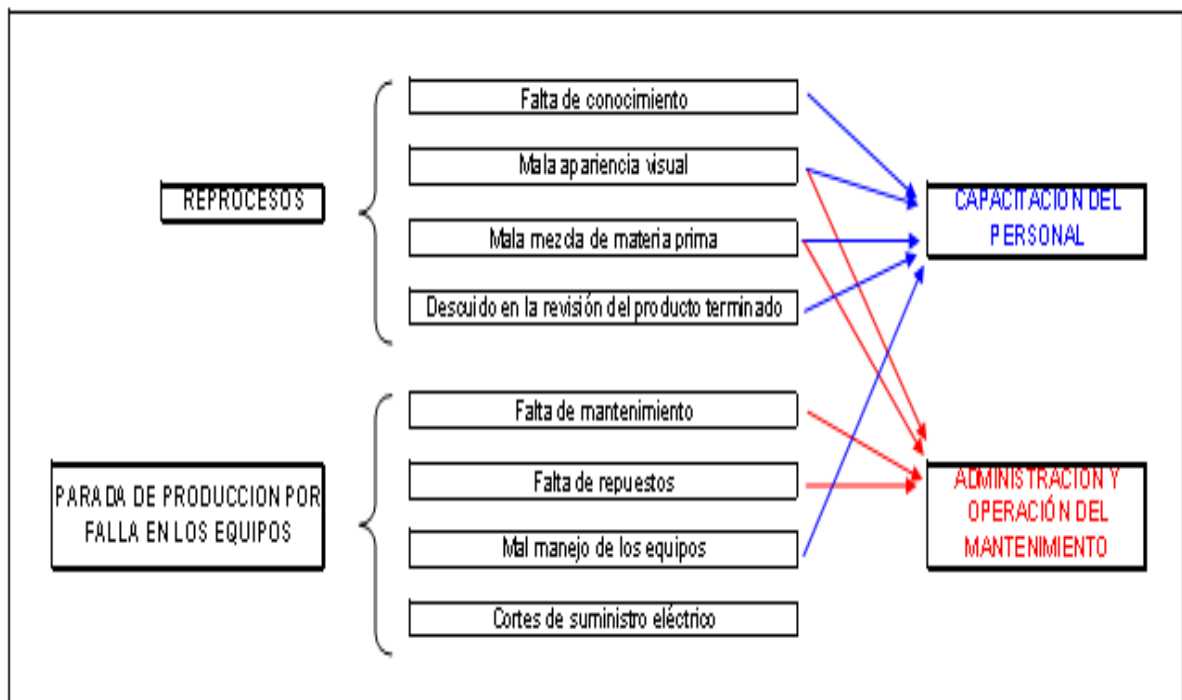 REPROCESOS
Falta de conocimiento
Mala apariencia visual
Mala mezcla de materia prima
Descuido en la revisión del producto terminado
CAPACITACION DEL
PERSONAL
PARADA DE PRODUCCION POR
FALLA EN LOS EQUIPOS
Falta de mantenimiento
Falta de repuestos
Mal manejo de los equipos
Cortes de suministro eléctrico
ADMINISTRACION Y
OPERACIÓN DEL
MANTENIMIENTO